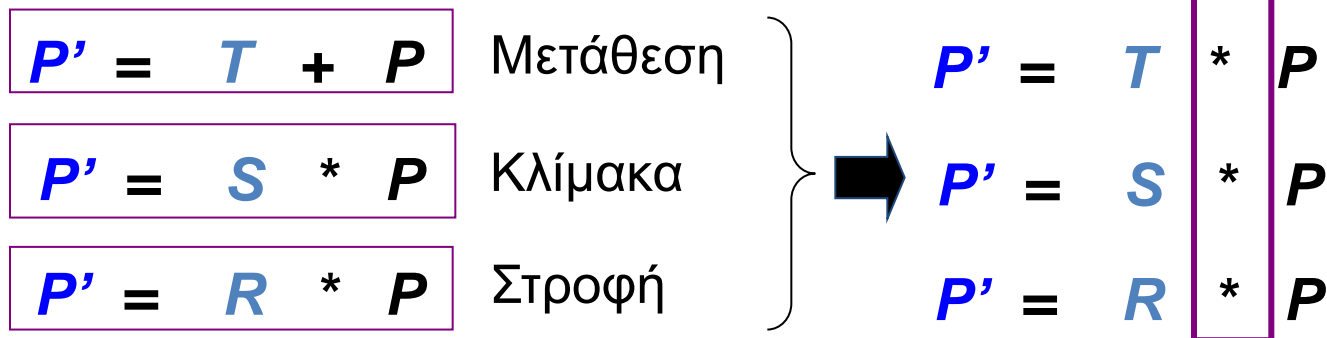 P’ = T + P Μετάθεση P’ = T * P
P’ = S * P Κλίμακα P’ = S * P
P’ = R * P Στροφή P’ = R * P